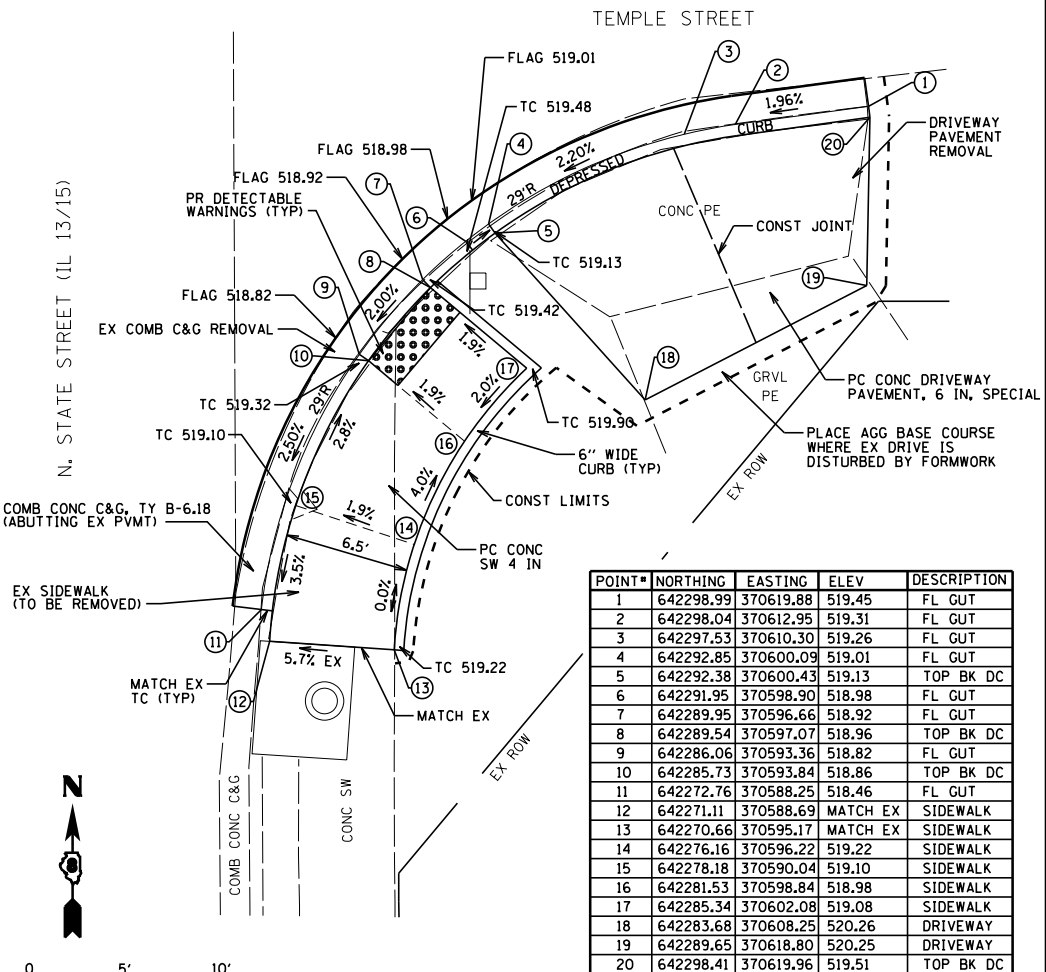 TEMPLE STREET
N. STATE STREET (IL 13/15)
FLAG 519.01
3
2
1
TC 519.48
1.96%
CURB
4
20
DRIVEWAY
PAVEMENT
REMOVAL
FLAG 518.98
2.20%
29'R
DEPRESSED
FLAG 518.92
7
PR DETECTABLE
WARNINGS (TYP)
6
5
CONC PE
CONST JOINT
8
TC 519.13
9
2.00%
19
FLAG 518.82
TC 519.42
EX COMB C&G REMOVAL
1.9%
10
17
18
GRVL
PE
PC CONC DRIVEWAY
PAVEMENT, 6 IN, SPECIAL
29'R
1.9%
2.0%
TC 519.32
TC 519.90
2.8%
16
TC 519.10
2.50%
6" WIDE
CURB (TYP)
PLACE AGG BASE COURSE
WHERE EX DRIVE IS
DISTURBED BY FORMWORK
EX ROW
4.0%
CONST LIMITS
15
1.9%
14
COMB CONC C&G, TY B-6.18
(ABUTTING EX PVMT)
6.5'
PC CONC
SW 4 IN
3.5%
EX SIDEWALK
(TO BE REMOVED)
0.0%
11
5.7% EX
TC 519.22
MATCH EX
TC (TYP)
12
13
MATCH EX
EX ROW
N
COMB CONC C&G
CONC SW
0 5' 10'
POINT# NORTHING EASTING ELEV DESCRIPTION
1 642298.99 370619.88 519.45 FL GUT
2 642298.04 370612.95 519.31 FL GUT
3 642297.53 370610.30 519.26 FL GUT
4 642292.85 370600.09 519.01 FL GUT
5 642292.38 370600.43 519.13 TOP BK DC
6 642291.95 370598.90 518.98 FL GUT
7 642289.95 370596.66 518.92 FL GUT
8 642289.54 370597.07 518.96 TOP BK DC
9 642286.06 370593.36 518.82 FL GUT
10 642285.73 370593.84 518.86 TOP BK DC
11 642272.76 370588.25 518.46 FL GUT
12 642271.11 370588.69 MATCH EX SIDEWALK
13 642270.66 370595.17 MATCH EX SIDEWALK
14 642276.16 370596.22 519.22 SIDEWALK
15 642278.18 370590.04 519.10 SIDEWALK
16 642281.53 370598.84 518.98 SIDEWALK
17 642285.34 370602.08 519.08 SIDEWALK
18 642283.68 370608.25 520.26 DRIVEWAY
19 642289.65 370618.80 520.25 DRIVEWAY
20 642298.41 370619.96 519.51 TOP BK DC